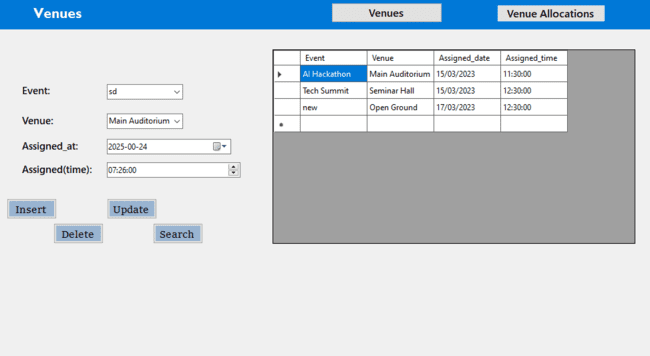 Venues
Venues
Venue Allocations
Event:
sd
Venue:
Main Auditorium
Assigned_at:
2025-00-24
Assigned(time):
07:26:00
Insert
Update
Delete
Search
Event Venue Assigned_date Assigned_time
AI Hackathon Main Auditorium 15/03/2023 11:30:00
Tech Summit Seminar Hall 15/03/2023 12:30:00
new Open Ground 17/03/2023 12:30:00